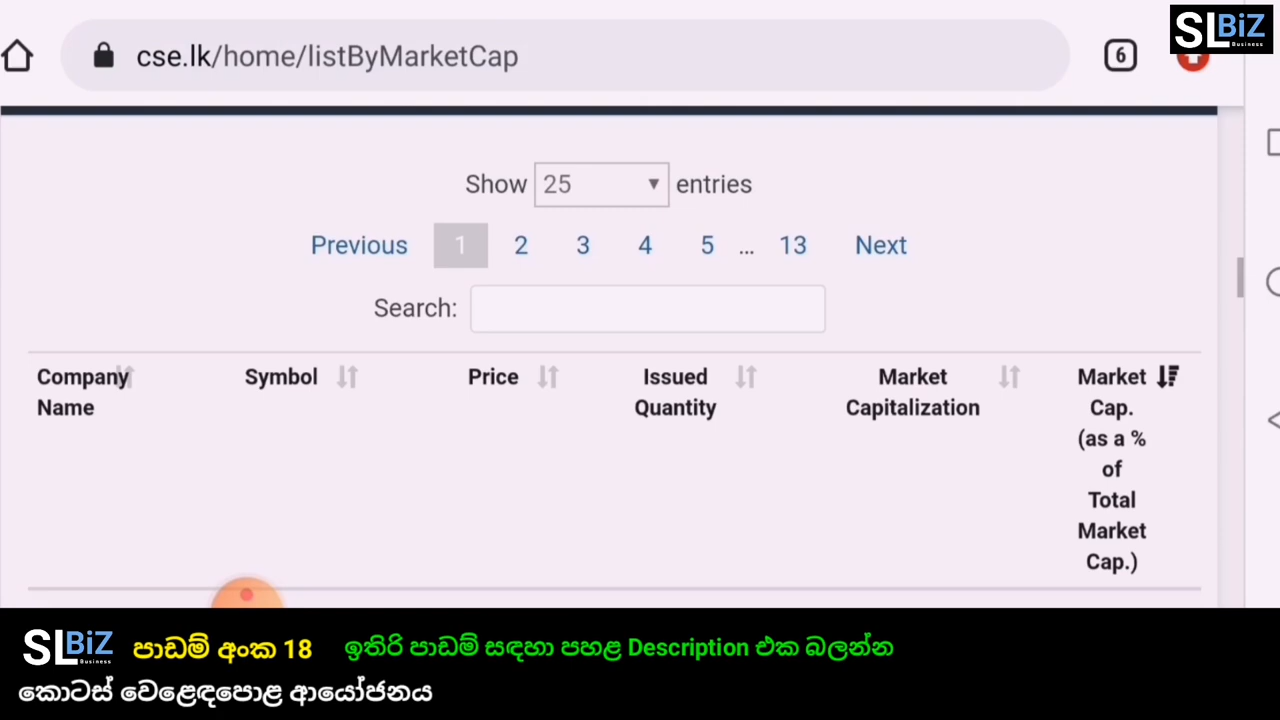 cse.lk/home/listByMarketCap
6
SLBiZ
Business
Show 25 entries
Previous 1 2 3 4 5 ... 13 Next
Search:
Company Name
Symbol
Price
Issued Quantity
Market Capitalization
Market Cap. (as a % of Total Market Cap.)
SLBiZ
Business
පාඩම් අංක 18
ඉතිරි පාඩම් සඳහා පහළ Description එක බලන්න
කොටස් වෙළෙඳපොළ ආයෝජනය